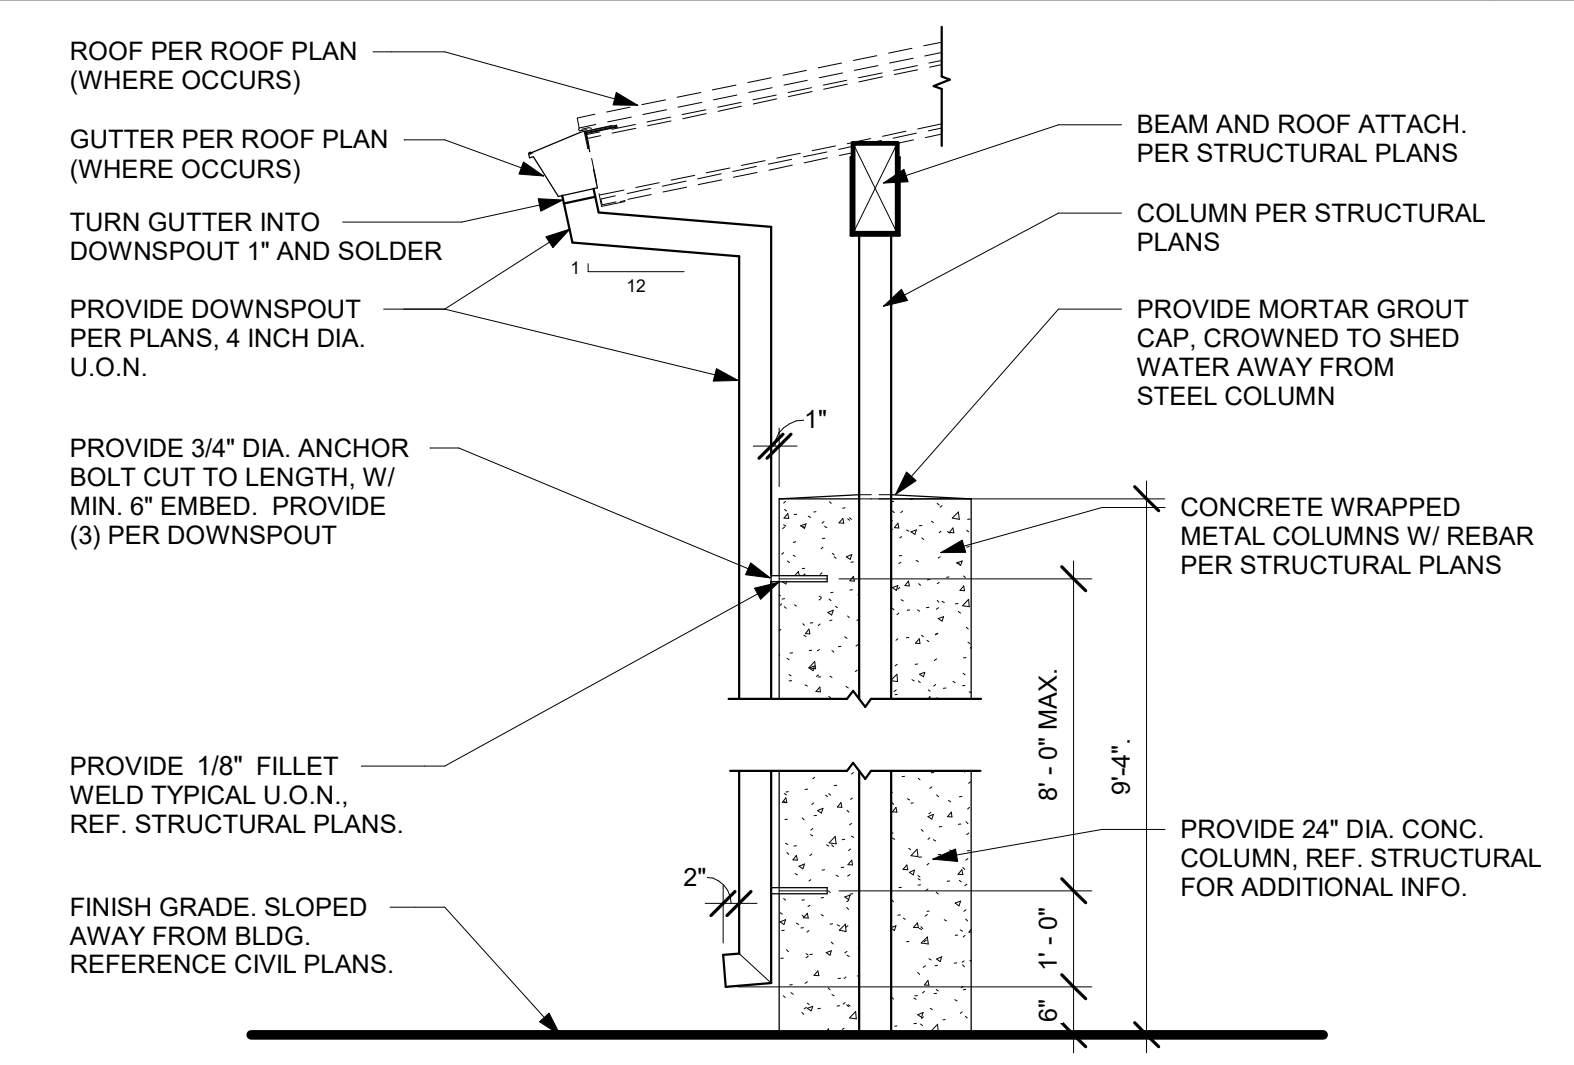 ROOF PER ROOF PLAN
(WHERE OCCURS)
GUTTER PER ROOF PLAN
(WHERE OCCURS)
TURN GUTTER INTO
DOWNSPOUT 1" AND SOLDER
1
12
PROVIDE DOWNSPOUT
PER PLANS, 4 INCH DIA.
U.O.N.
1"
PROVIDE 3/4" DIA. ANCHOR
BOLT CUT TO LENGTH, W/
MIN. 6" EMBED. PROVIDE
(3) PER DOWNSPOUT
PROVIDE 1/8" FILLET
WELD TYPICAL U.O.N.,
REF. STRUCTURAL PLANS.
2"
FINISH GRADE. SLOPED
AWAY FROM BLDG.
REFERENCE CIVIL PLANS.
BEAM AND ROOF ATTACH.
PER STRUCTURAL PLANS
COLUMN PER STRUCTURAL
PLANS
PROVIDE MORTAR GROUT
CAP, CROWNED TO SHED
WATER AWAY FROM
STEEL COLUMN
CONCRETE WRAPPED
METAL COLUMNS W/ REBAR
PER STRUCTURAL PLANS
8' - 0" MAX.
9'-4".
PROVIDE 24" DIA. CONC.
COLUMN, REF. STRUCTURAL
FOR ADDITIONAL INFO.
1' - 0"
6"